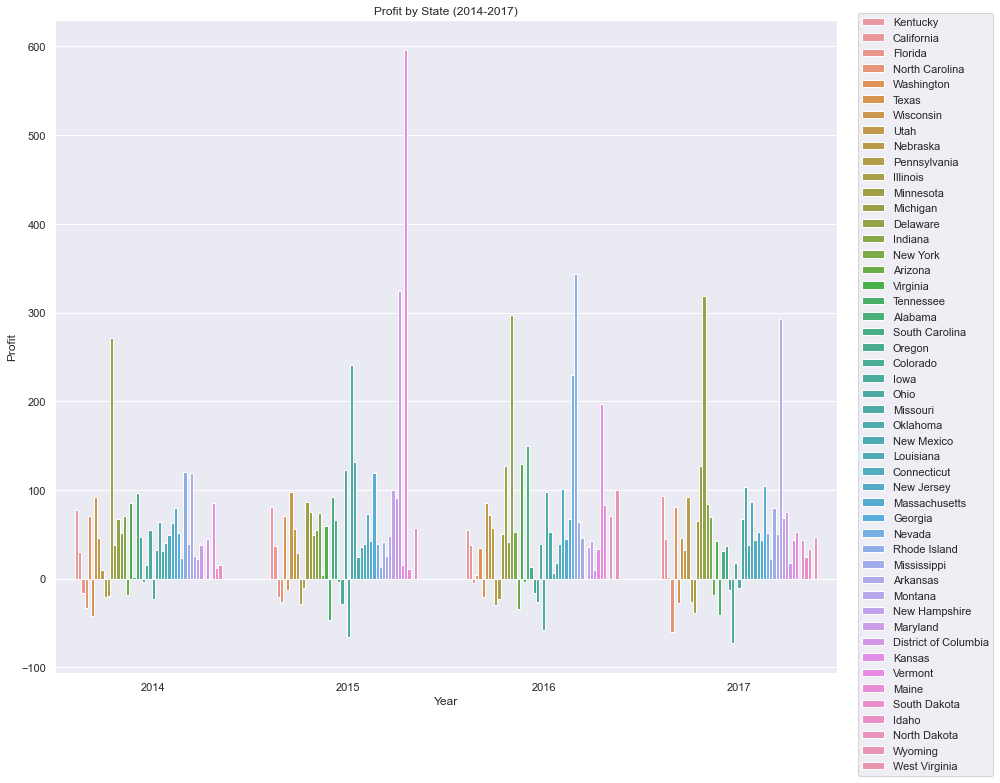 Profit by State (2014-2017)
Profit
600
500
400
300
200
100
0
−100
2014
2015
2016
2017
Year
Kentucky
California
Florida
North Carolina
Washington
Texas
Wisconsin
Utah
Nebraska
Pennsylvania
Illinois
Minnesota
Michigan
Delaware
Indiana
New York
Arizona
Virginia
Tennessee
Alabama
South Carolina
Oregon
Colorado
Iowa
Ohio
Missouri
Oklahoma
New Mexico
Louisiana
Connecticut
New Jersey
Massachusetts
Georgia
Nevada
Rhode Island
Mississippi
Arkansas
Montana
New Hampshire
Maryland
District of Columbia
Kansas
Vermont
Maine
South Dakota
Idaho
North Dakota
Wyoming
West Virginia